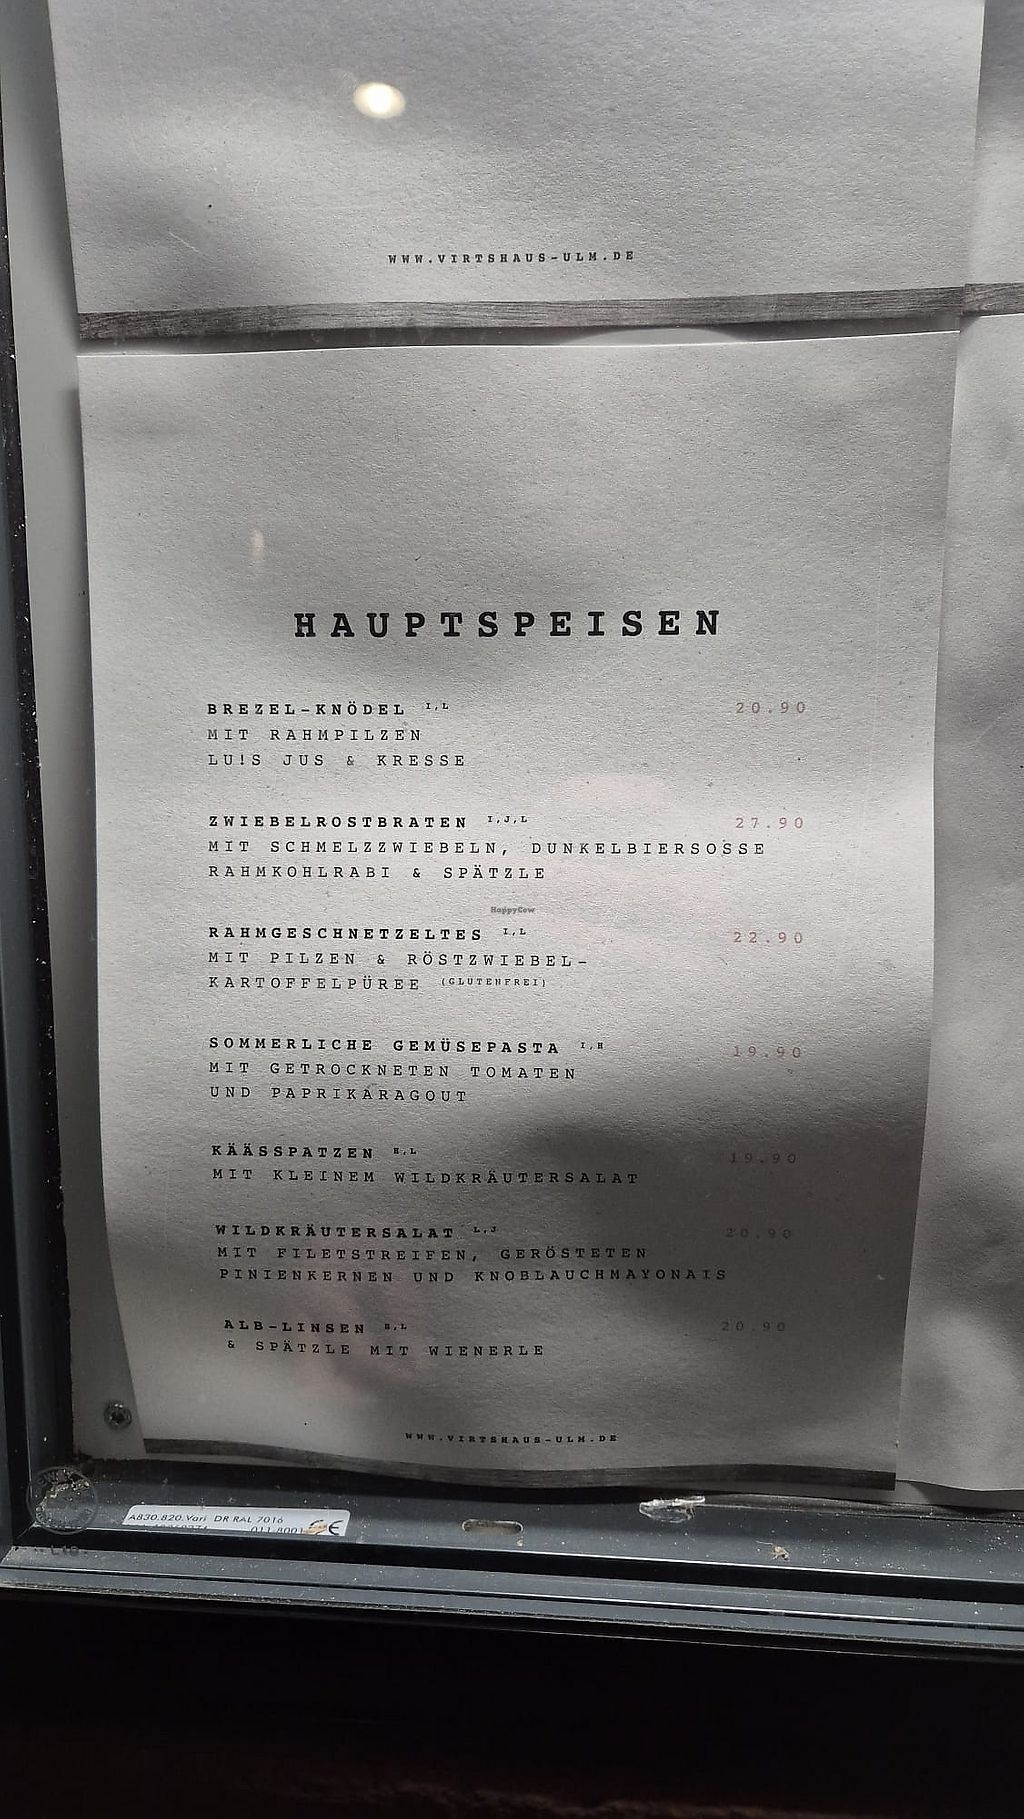 WWW.VIRTSHAUS-ULM.DE
HAUPTSPEISEN
BREZEL-KNÖDEL I,L 20.90
MIT RAHMPILZEN
LU!S JUS & KRESSE
ZWIEBELROSTBRATEN I,J,L 27.90
MIT SCHMELZZWIEBELN, DUNKELBIERSOSSE
RAHMKOHLRABI & SPÄTZLE
HappyCow
RAHMGESCHNETZELTES I,L 22.90
MIT PILZEN & RÖSTZWIEBEL-
KARTOFFELPÜREE (GLUTENFREI)
SOMMERLICHE GEMÜSEPASTA I,H 19.90
MIT GETROCKNETEN TOMATEN
UND PAPRIKARAGOUT
KÄÄSSPATZEN H,L 19.90
MIT KLEINEM WILDKRÄUTERSALAT
WILDKRÄUTERSALAT L,J 20.90
MIT FILETSTREIFEN, GERÖSTETEN
PINIENKERNEN UND KNOBLAUCHMAYONAIS
ALB-LINSEN 20.90
& SPÄTZLE MIT WIENERLE
WWW.VIRTSHAUS-ULM.DE
A830.820.Vari DR RAL 7016
011 8001 CE